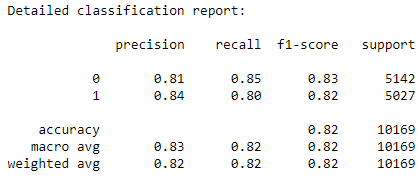 Detailed classification report:
precision recall f1-score support
0 0.81 0.85 0.83 5142
1 0.84 0.80 0.82 5027
accuracy 0.82 10169
macro avg 0.83 0.82 0.82 10169
weighted avg 0.82 0.82 0.82 10169